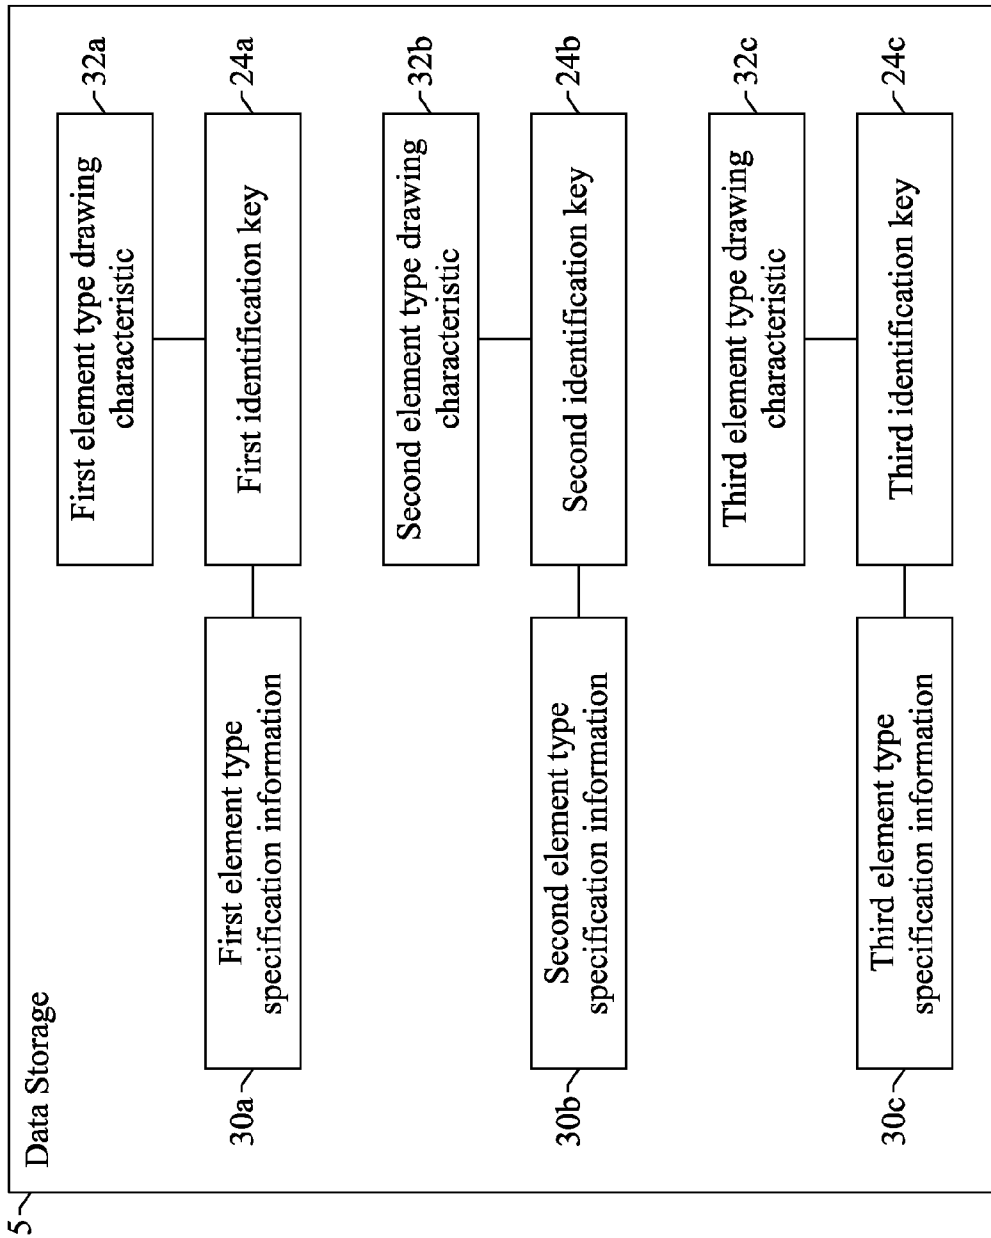 5
Data Storage
First element type drawing
characteristic
32a
30a
First element type
specification information
First identification key
24a
Second element type drawing
characteristic
32b
30b
Second element type
specification information
Second identification key
24b
Third element type drawing
characteristic
32c
30c
Third element type
specification information
Third identification key
24c